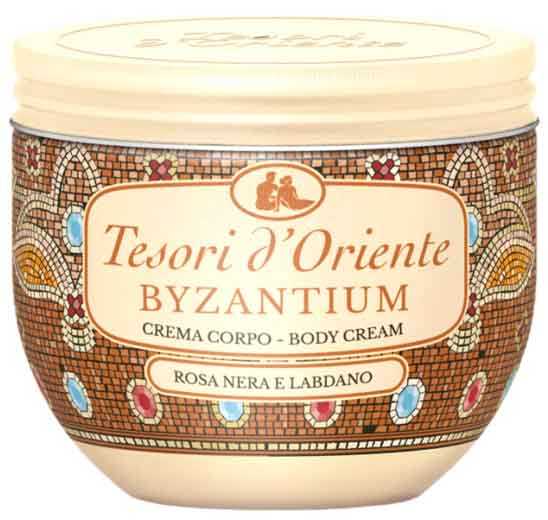 Tesori d'Oriente
BYZANTIUM
CREMA CORPO - BODY CREAM
ROSA NERA E LABDANO